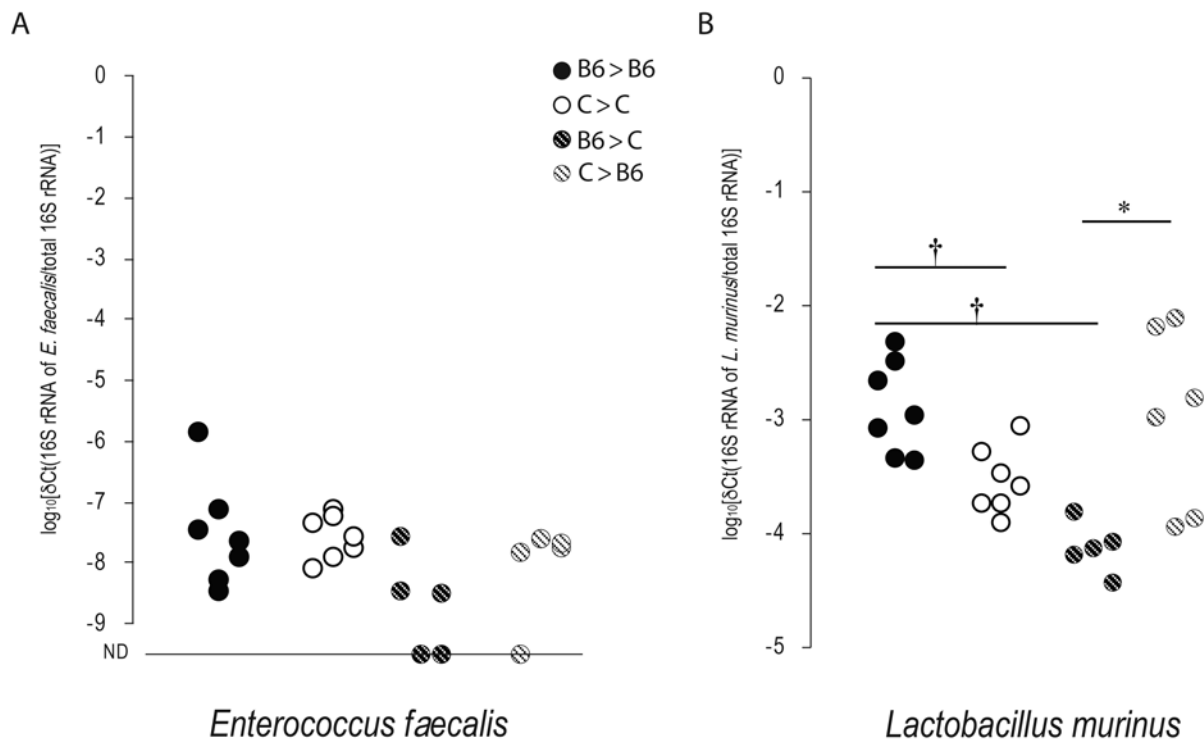 A
log₁₀[δCt(16S rRNA of E. faecalis/total 16S rRNA)]
0
-1
-2
-3
-4
-5
-6
-7
-8
-9
ND
B6 > B6
C > C
B6 > C
C > B6
Enterococcus faecalis
B
log₁₀[δCt(16S rRNA of L. murinus/total 16S rRNA)]
0
-1
-2
-3
-4
-5
*
†
†
Lactobacillus murinus